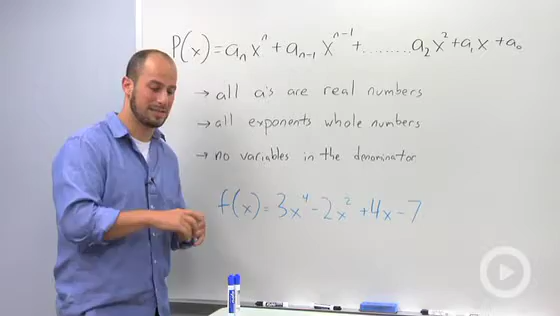 P(x) = aₙxⁿ + aₙ₋₁xⁿ⁻¹ + ........ a₂x² + a₁x + a₀
→ all a's are real numbers
→ all exponents whole numbers
→ no variables in the denominator
f(x) = 3x⁴ - 2x² + 4x - 7